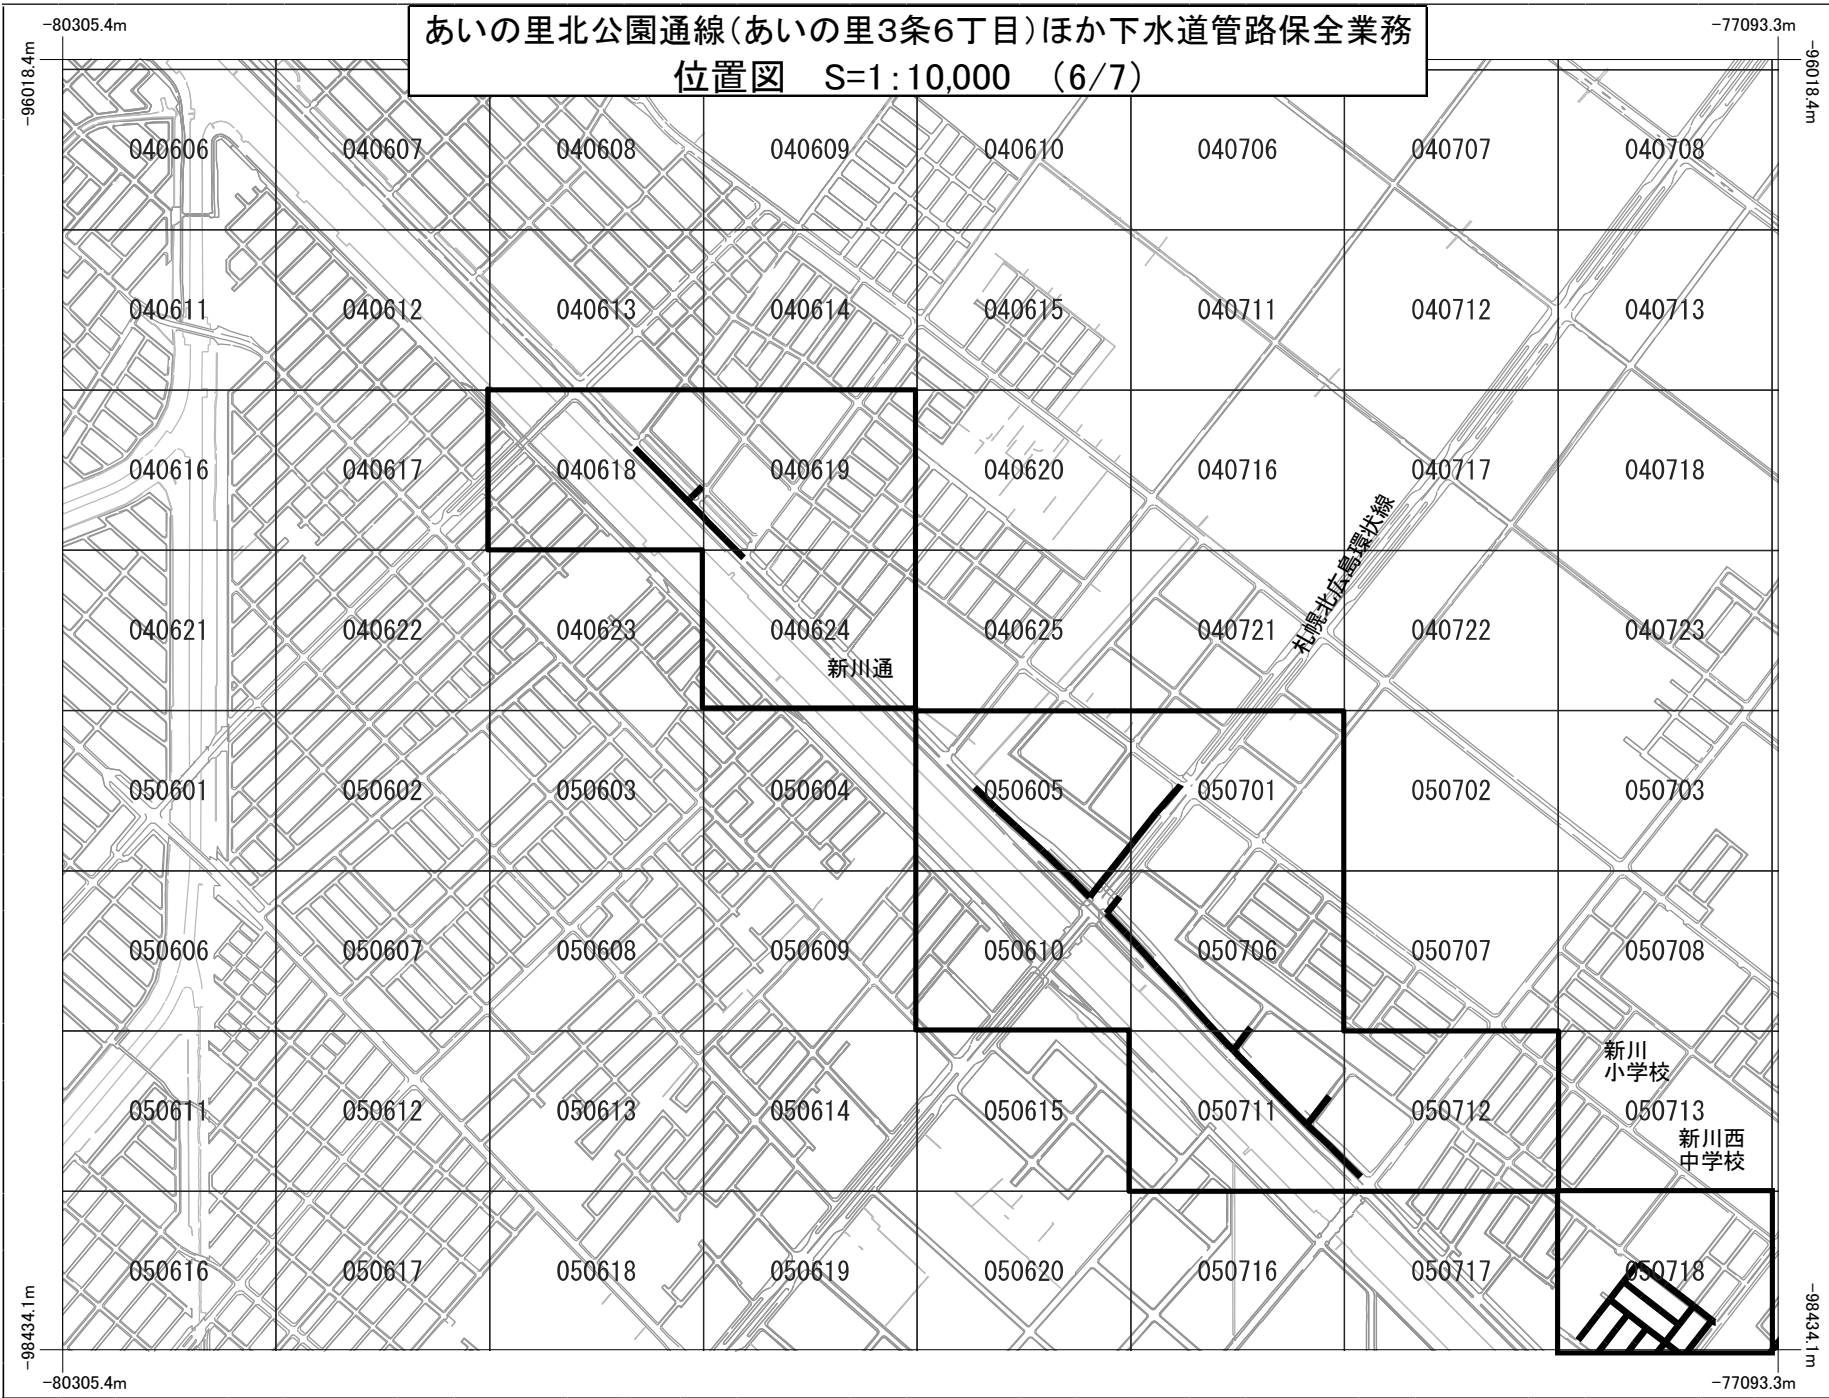 -80305.4m
-77093.3m
-96018.4m
-96018.4m
あいの里北公園通線(あいの里3条6丁目)ほか下水道管路保全業務
位置図 S=1:10,000 (6/7)
040606 040607 040608 040609 040610 040706 040707 040708
040611 040612 040613 040614 040615 040711 040712 040713
040616 040617 040618 040619 040620 040716 040717 040718
札幌北広島環状線
040621 040622 040623 040624 040625 040721 040722 040723
新川通
050601 050602 050603 050604 050605 050701 050702 050703
050606 050607 050608 050609 050610 050706 050707 050708
新川
小学校
050611 050612 050613 050614 050615 050711 050712 050713
新川西
中学校
050616 050617 050618 050619 050620 050716 050717 050718
-98434.1m
-98434.1m
-80305.4m
-77093.3m